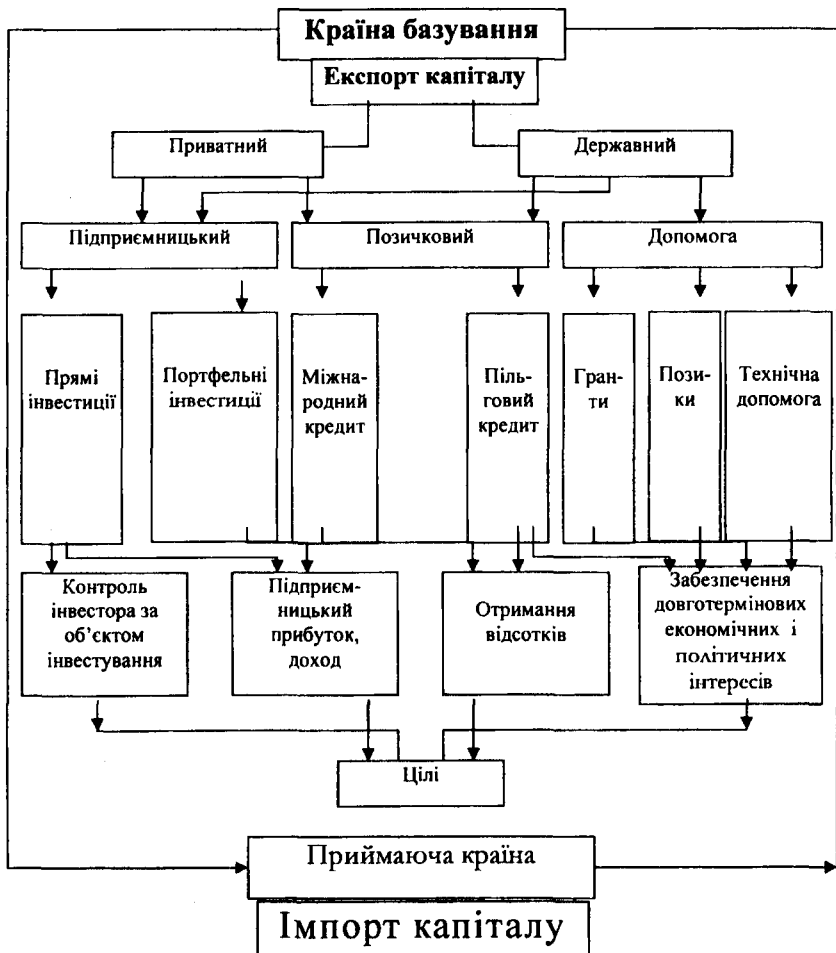 Країна базування
Експорт капіталу
Приватний
Державний
Підприємницький
Позичковий
Допомога
Прямі
інвестиції
Портфельні
інвестиції
Міжна-
родний
кредит
Піль-
говий
кредит
Гран-
ти
Пози-
ки
Технічна
допомога
Контроль
інвестора за
об’єктом
інвестування
Підприєм-
ницький
прибуток,
доход
Отримання
відсотків
Забезпечення
довготермінових
економічних і
політичних
інтересів
Цілі
Приймаюча країна
Імпорт капіталу